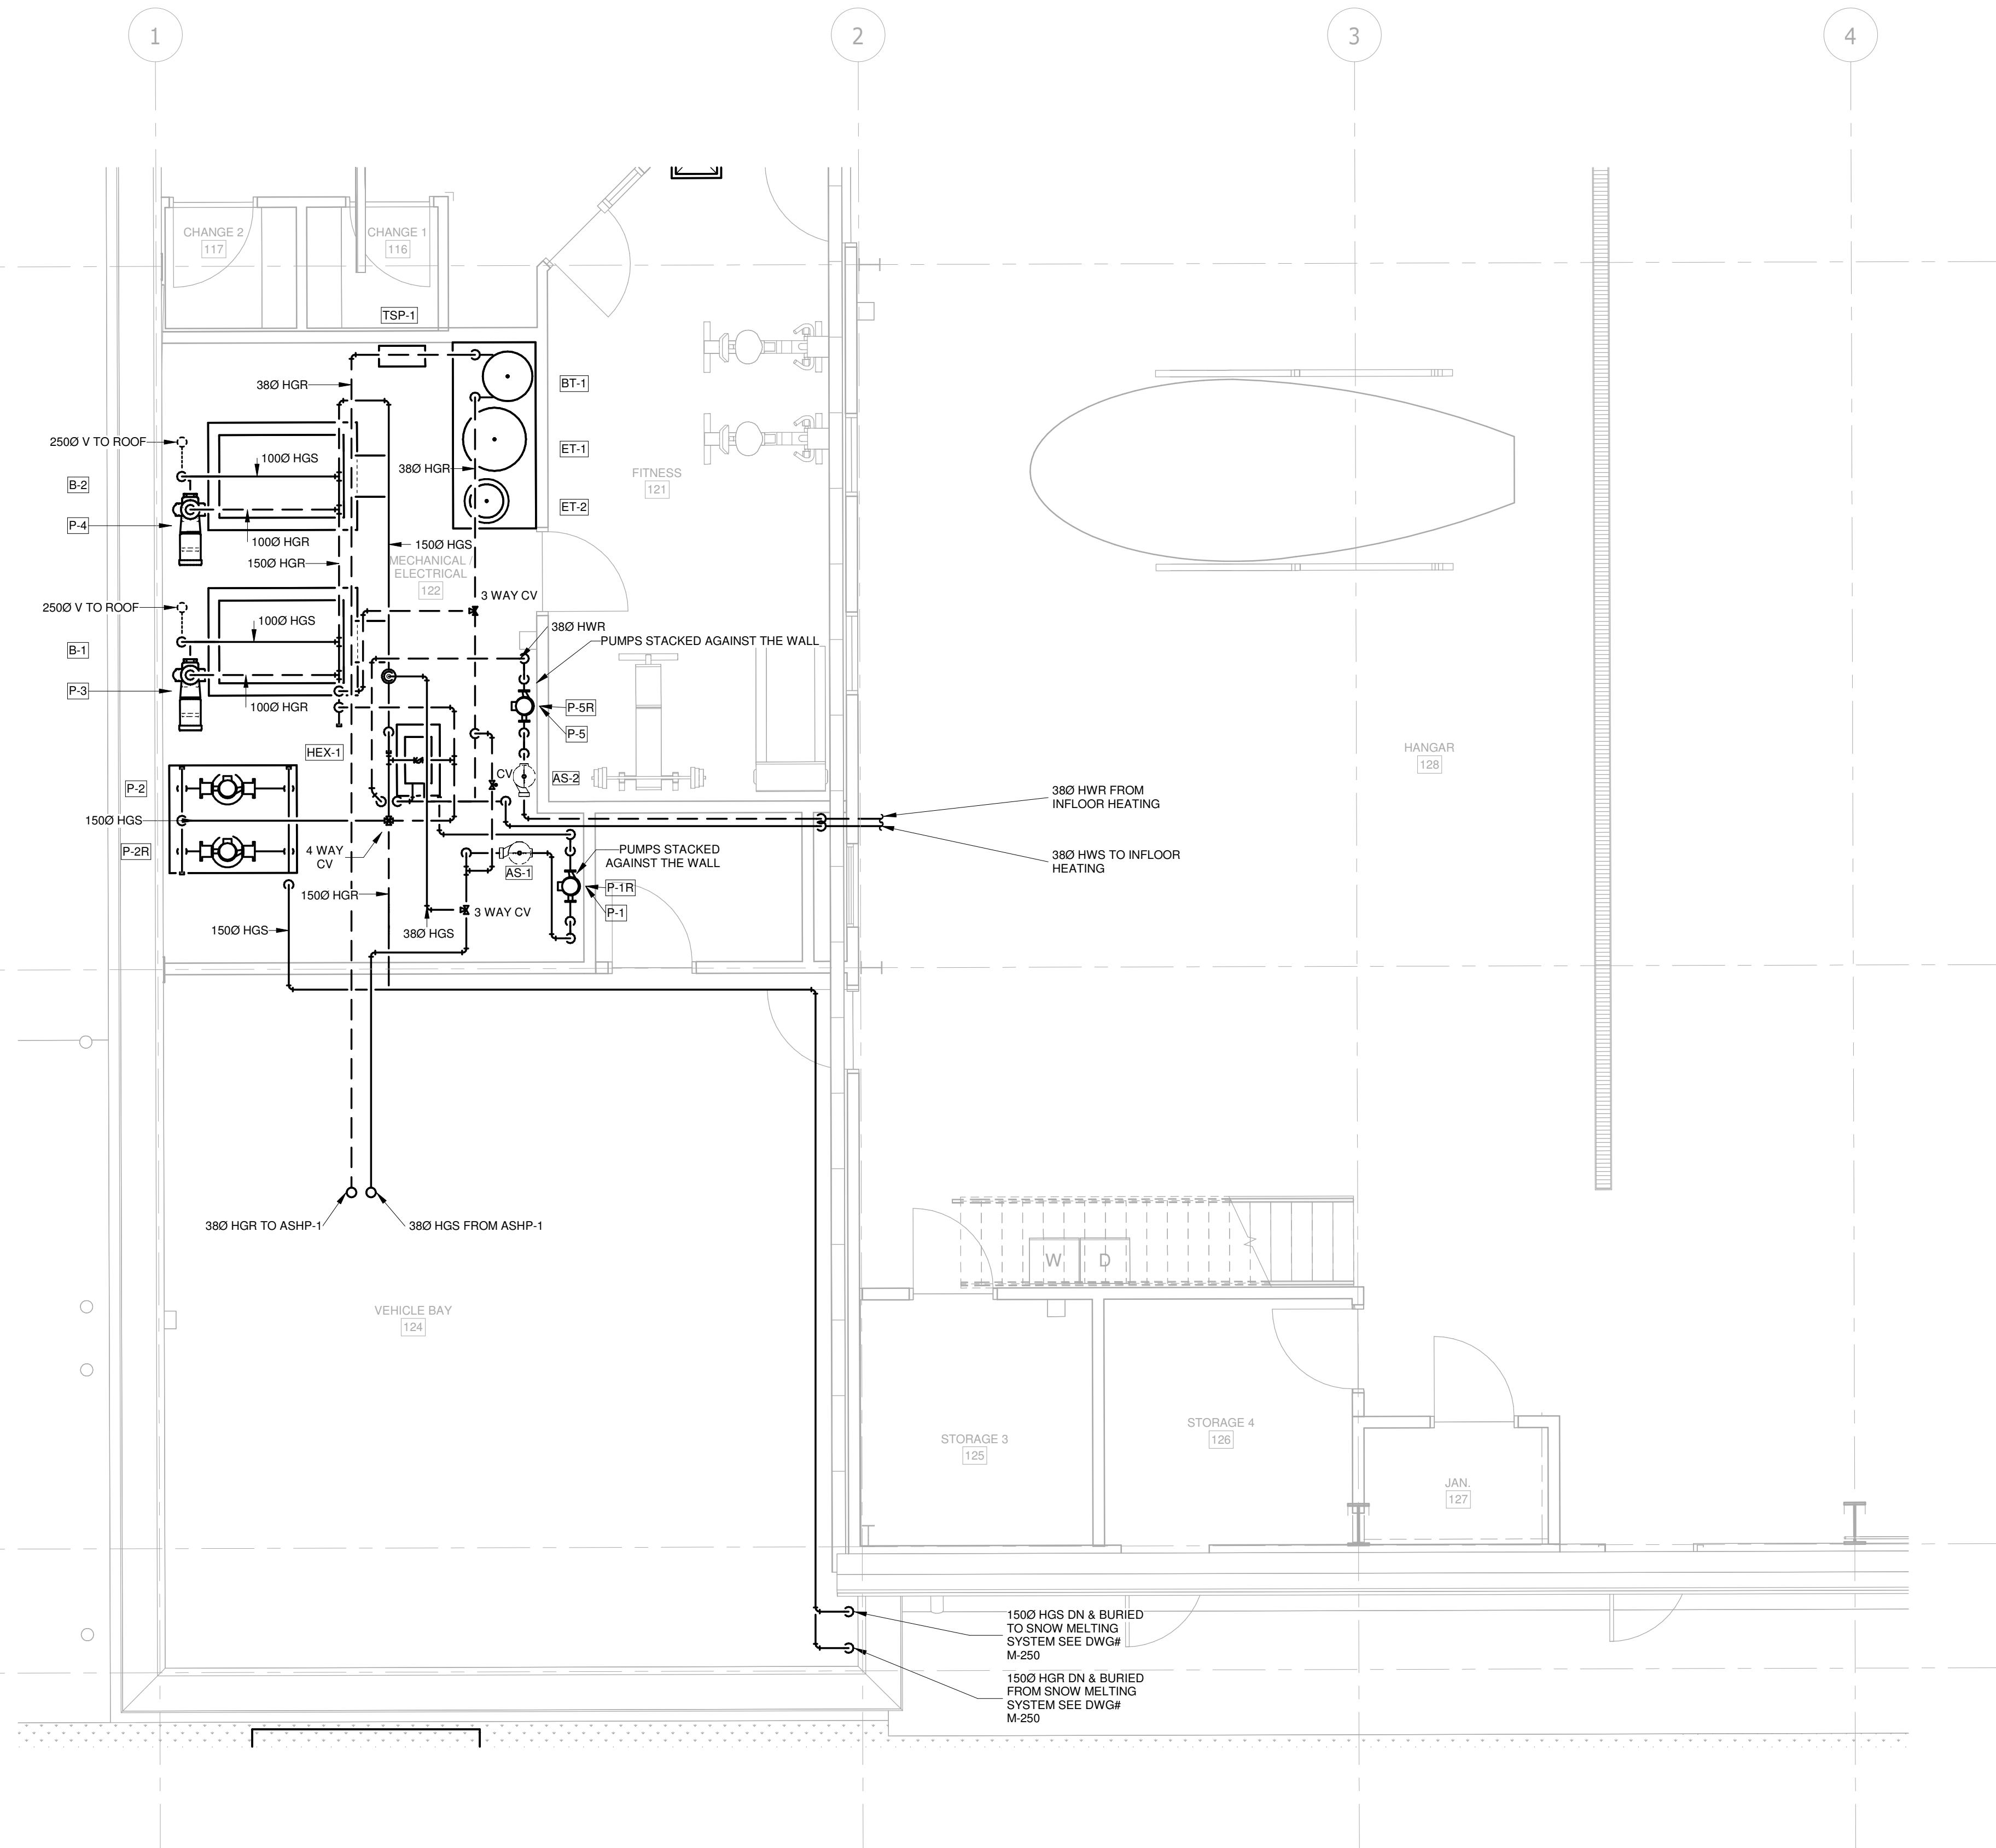 1
2
3
4
CHANGE 2
117
CHANGE 1
116
TSP-1
38Ø HGR
BT-1
250Ø V TO ROOF
100Ø HGS
ET-1
38Ø HGR
FITNESS
121
B-2
ET-2
P-4
100Ø HGR
150Ø HGS
150Ø HGR
MECHANICAL /
ELECTRICAL
122
3 WAY CV
250Ø V TO ROOF
100Ø HGS
38Ø HWR
PUMPS STACKED AGAINST THE WALL
B-1
P-3
100Ø HGR
P-5R
P-5
HEX-1
HANGAR
128
CV
AS-2
P-2
38Ø HWR FROM
INFLOOR HEATING
150Ø HGS
P-2R
4 WAY
CV
PUMPS STACKED
AGAINST THE WALL
38Ø HWS TO INFLOOR
HEATING
AS-1
150Ø HGR
P-1R
P-1
3 WAY CV
150Ø HGS
38Ø HGS
38Ø HGR TO ASHP-1
38Ø HGS FROM ASHP-1
W
D
VEHICLE BAY
124
STORAGE 3
125
STORAGE 4
126
JAN.
127
150Ø HGS DN & BURIED
TO SNOW MELTING
SYSTEM SEE DWG#
M-250
150Ø HGR DN & BURIED
FROM SNOW MELTING
SYSTEM SEE DWG#
M-250